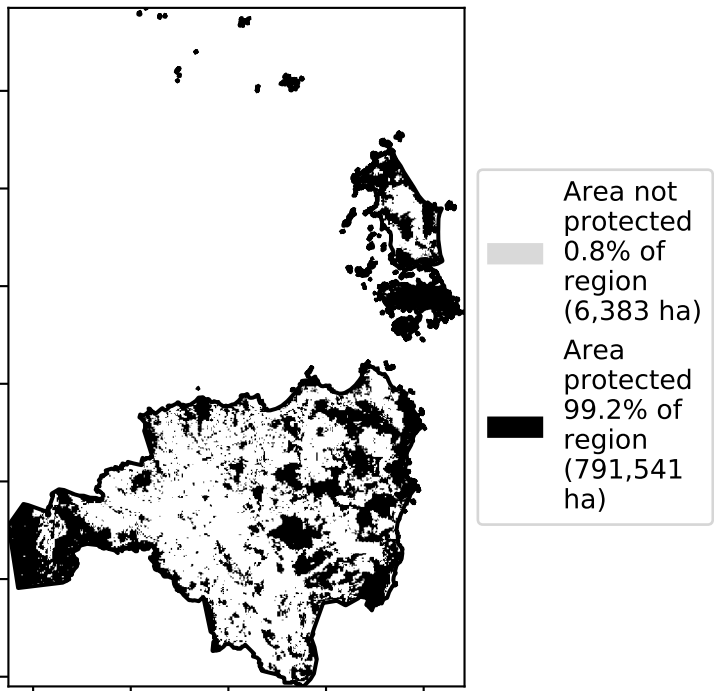 Area not
protected
0.8% of
region
(6,383 ha)
Area
protected
99.2% of
region
(791,541
ha)